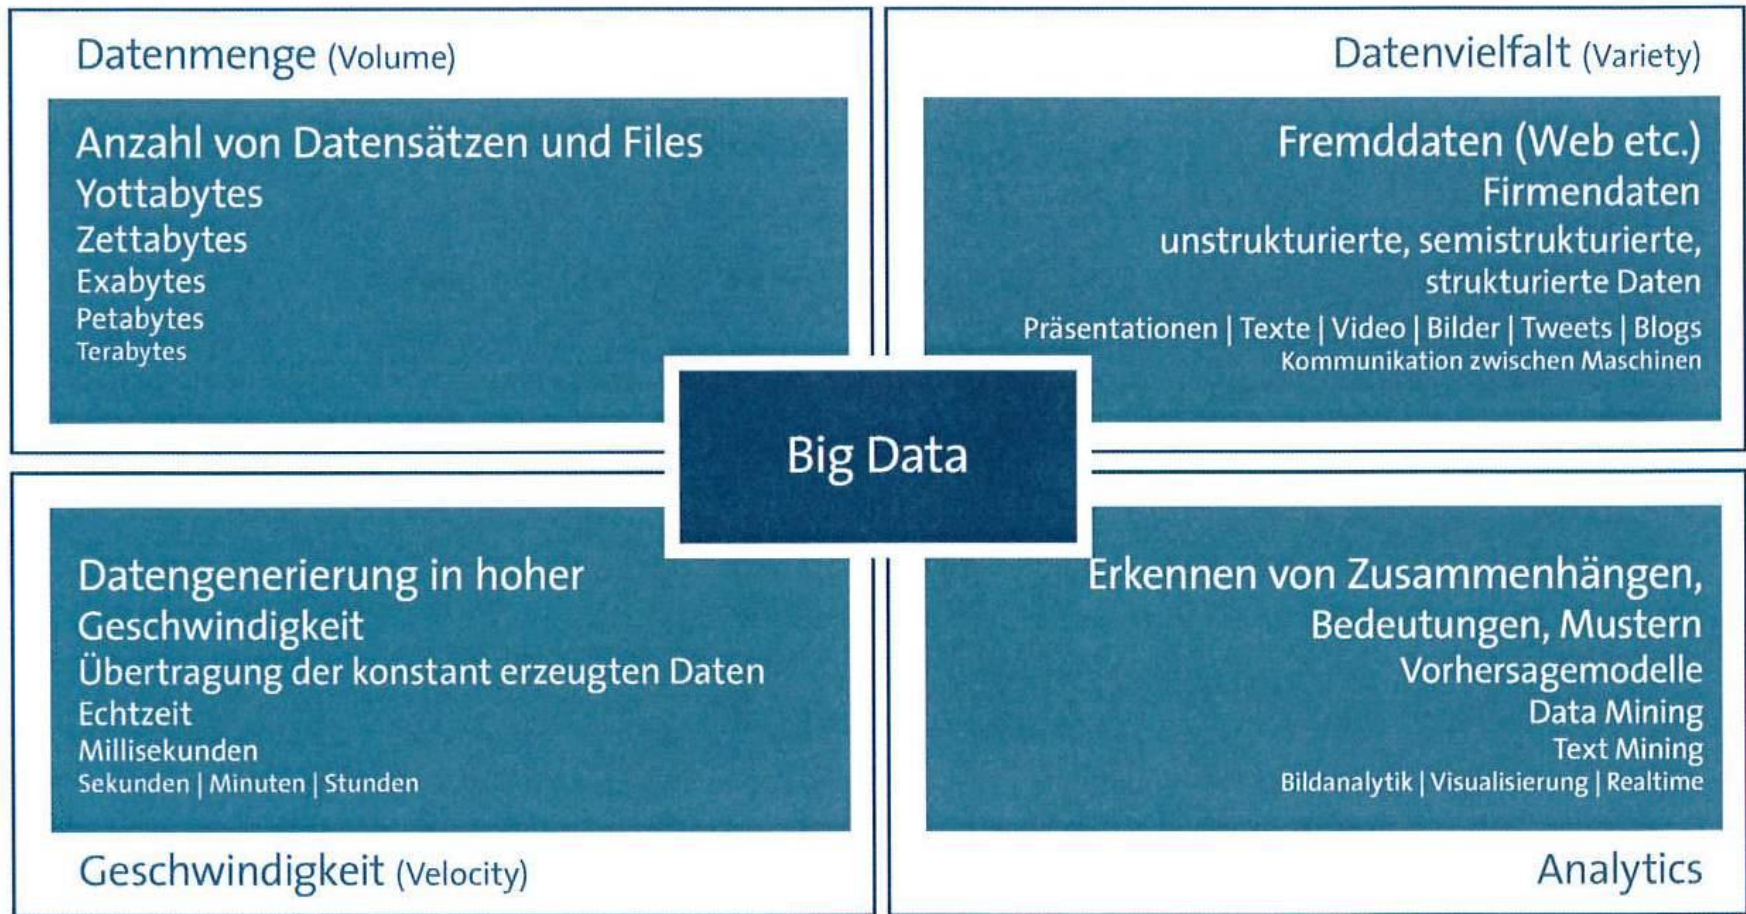 Datenmenge (Volume)
Anzahl von Datensätzen und Files
Yottabytes
Zettabytes
Exabytes
Petabytes
Terabytes
Datenvielfalt (Variety)
Fremddaten (Web etc.)
Firmendaten
unstrukturierte, semistrukturierte,
strukturierte Daten
Präsentationen | Texte | Video | Bilder | Tweets | Blogs
Kommunikation zwischen Maschinen
Big Data
Datengenerierung in hoher
Geschwindigkeit
Übertragung der konstant erzeugten Daten
Echtzeit
Millisekunden
Sekunden | Minuten | Stunden
Geschwindigkeit (Velocity)
Erkennen von Zusammenhängen,
Bedeutungen, Mustern
Vorhersagemodelle
Data Mining
Text Mining
Bildanalytik | Visualisierung | Realtime
Analytics